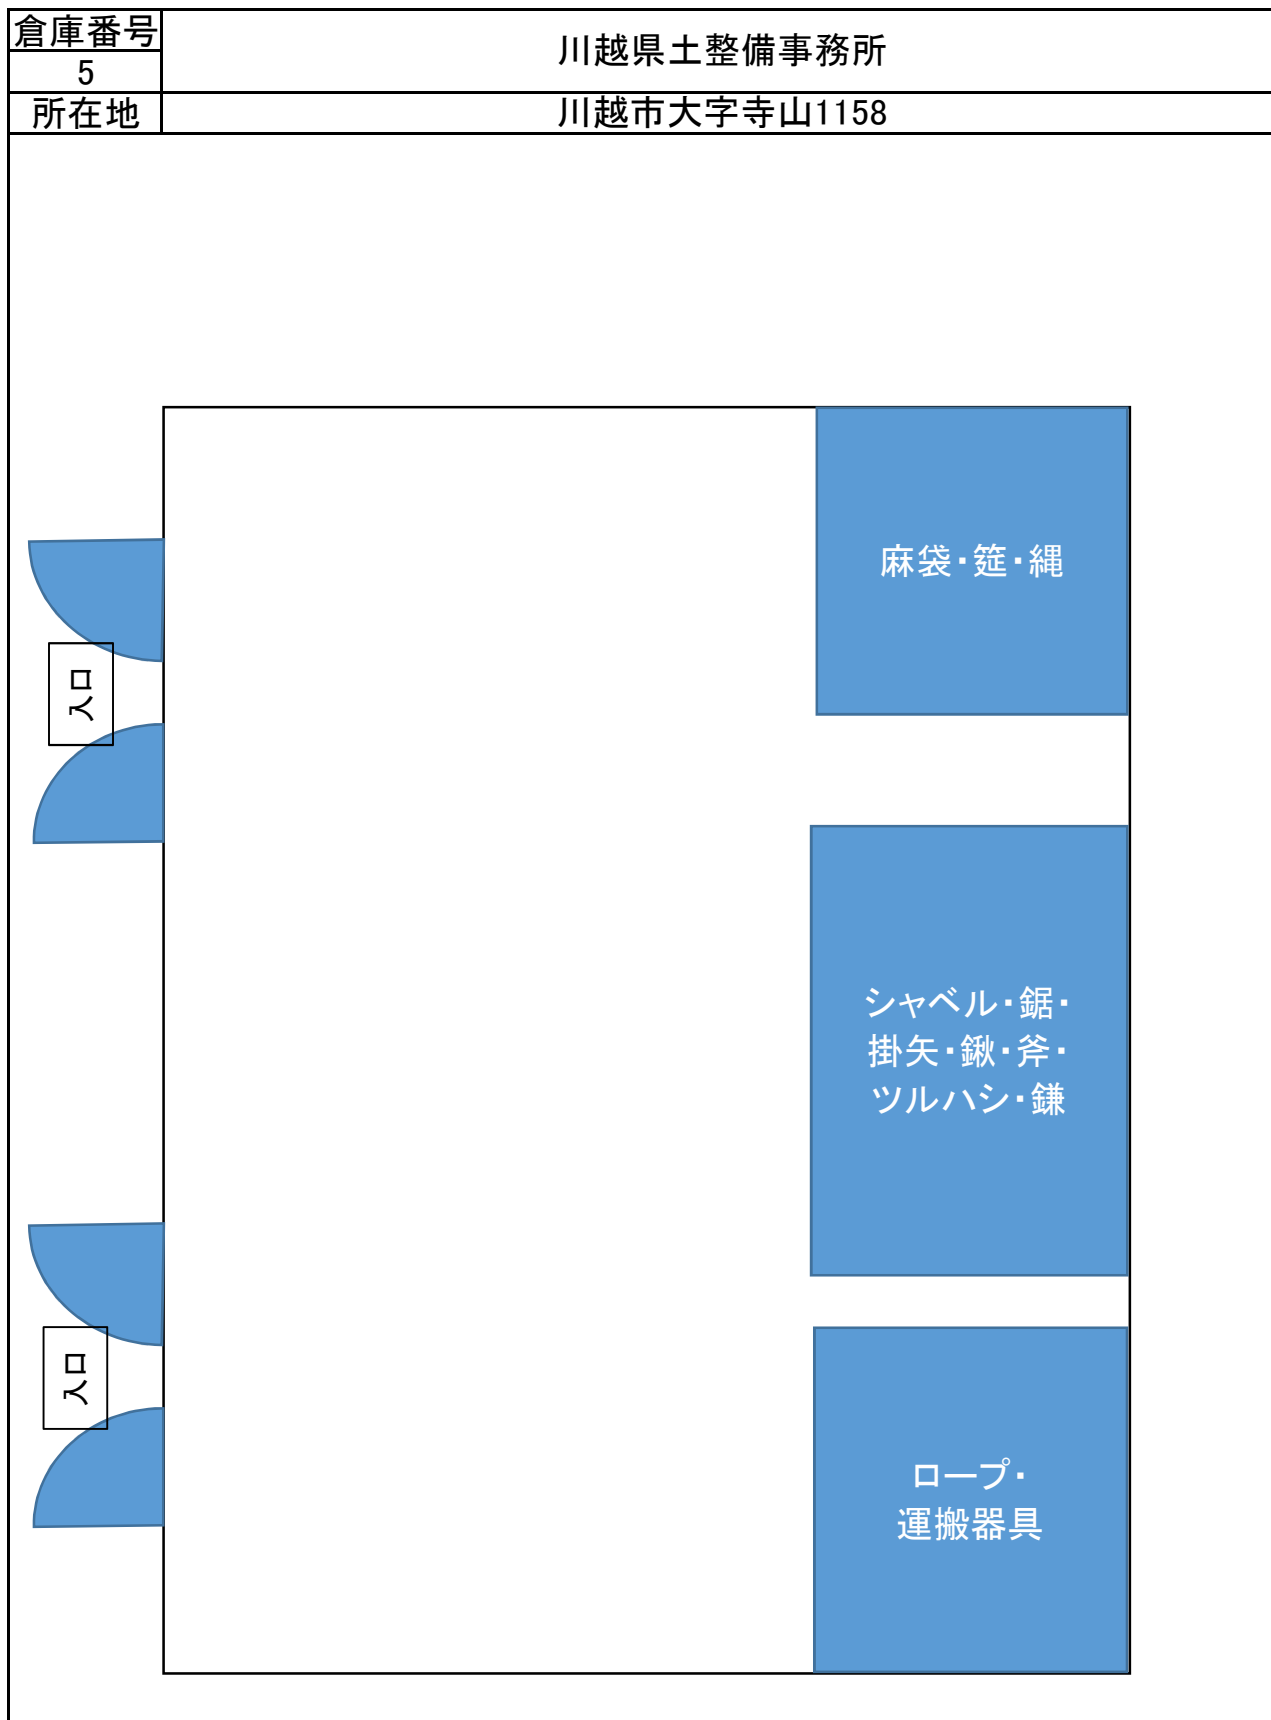 倉庫番号
川越県土整備事務所
5
所在地
川越市大字寺山1158
麻袋・筵・縄
入口
シャベル・鋸・
掛矢・鍬・斧・
ツルハシ・鎌
入口
ロープ・
運搬器具